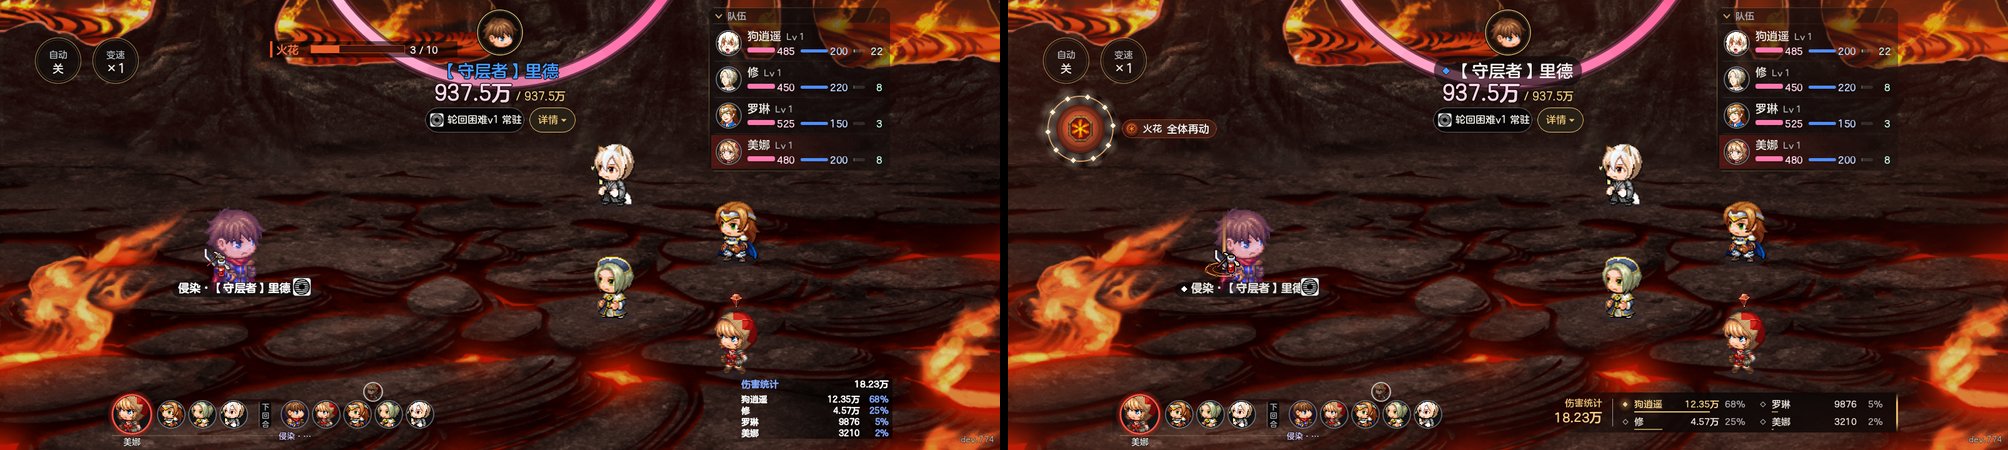 自动
关
变速
×1
火花
3 / 10
【守层者】里德
937.5万 / 937.5万
轮回困难v1 常驻
详情
队伍
狗逍遥 Lv 1
485 200 22
修 Lv 1
450 220 8
罗琳 Lv 1
525 150 3
美娜 Lv 1
480 200 8
侵染·【守层者】里德
伤害统计 18.23万
狗逍遥 12.35万 68%
修 4.57万 25%
罗琳 9876 5%
美娜 3210 2%
下回合
美娜
侵染·…
dev.774
自动
关
变速
×1
火花 全体再动
【守层者】里德
937.5万 / 937.5万
轮回困难v1 常驻
详情
队伍
狗逍遥 Lv 1
485 200 22
修 Lv 1
450 220 8
罗琳 Lv 1
525 150 3
美娜 Lv 1
480 200 8
侵染·【守层者】里德
伤害统计
18.23万
狗逍遥 12.35万 68%
罗琳 9876 5%
修 4.57万 25%
美娜 3210 2%
下回合
美娜
侵染·…
dev.774